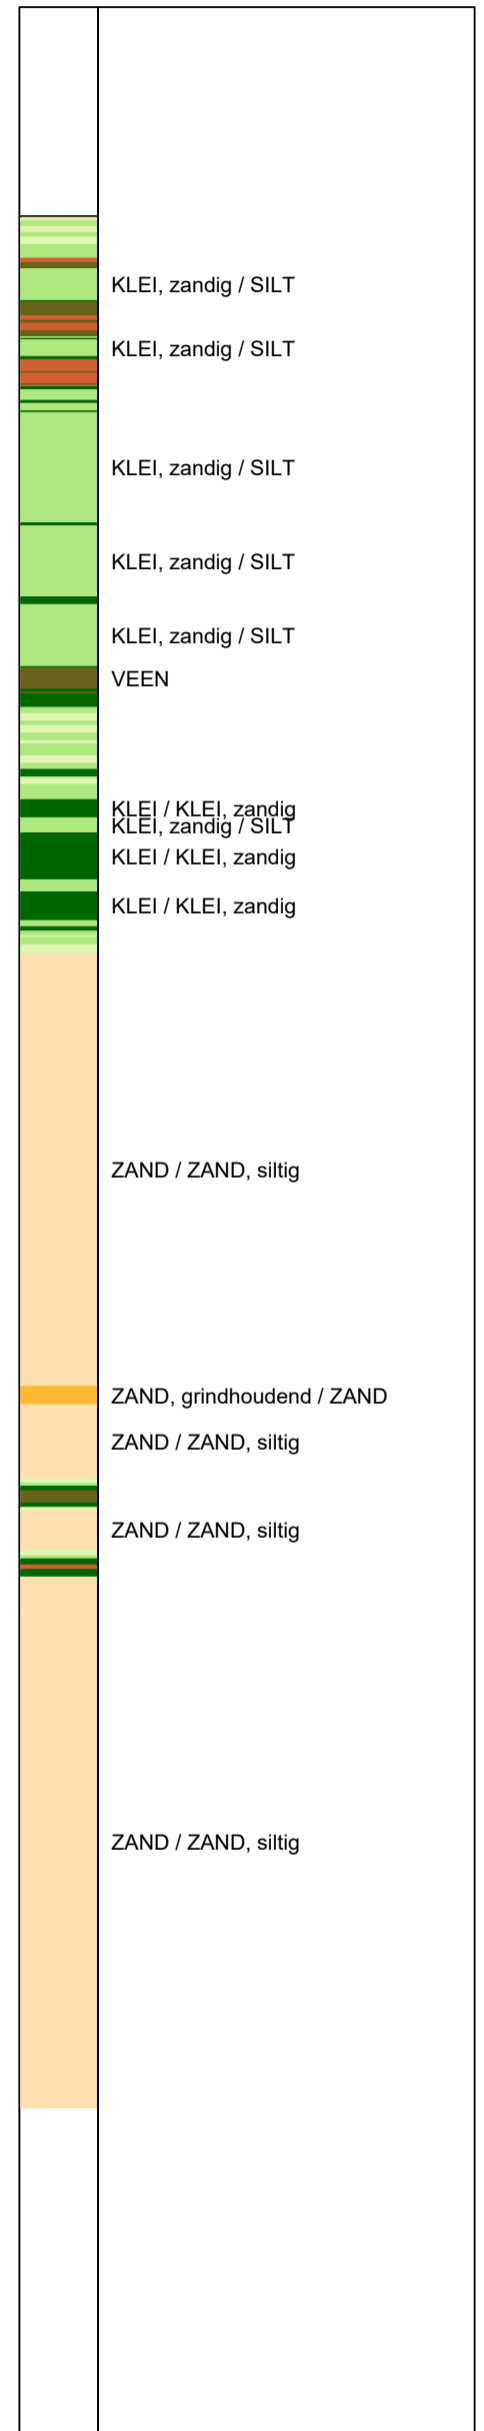 KLEI, zandig / SILT
KLEI, zandig / SILT
KLEI, zandig / SILT
KLEI, zandig / SILT
KLEI, zandig / SILT
VEEN
KLEI / KLEI, zandig
KLEI, zandig / SILT
KLEI / KLEI, zandig
KLEI / KLEI, zandig
ZAND / ZAND, siltig
ZAND, grindhoudend / ZAND
ZAND / ZAND, siltig
ZAND / ZAND, siltig
ZAND / ZAND, siltig